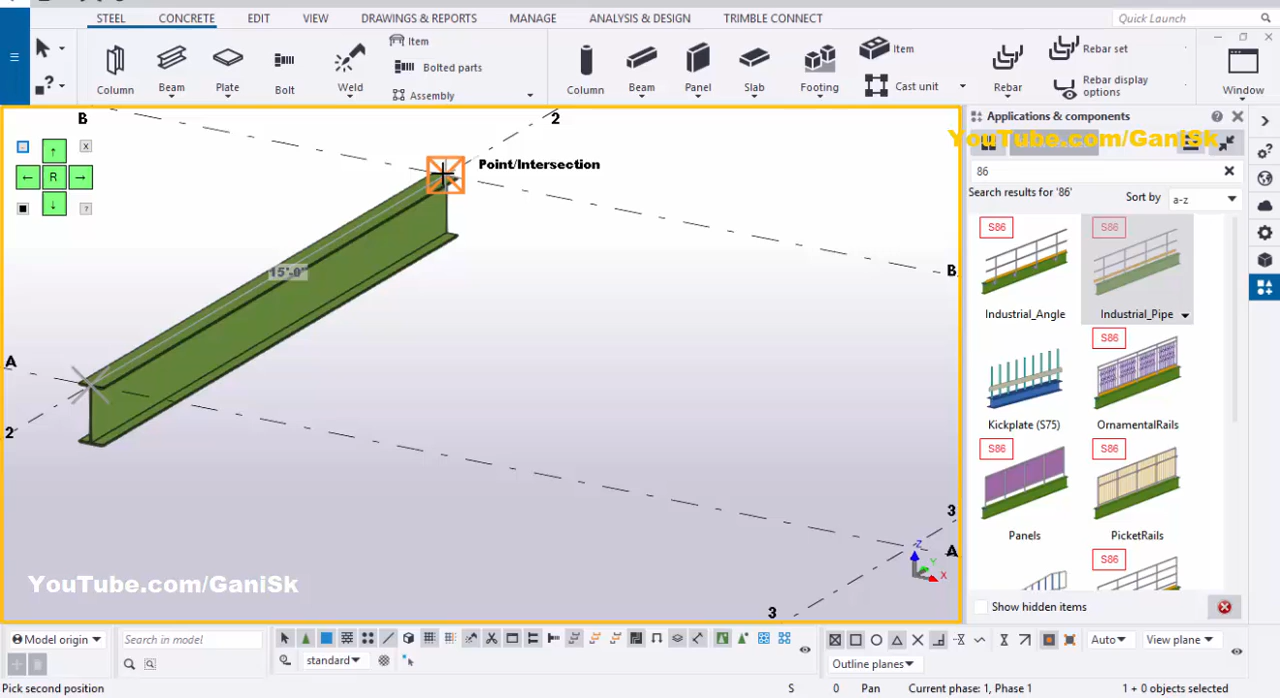 STEEL CONCRETE EDIT VIEW DRAWINGS & REPORTS MANAGE ANALYSIS & DESIGN TRIMBLE CONNECT Quick Launch
Column Beam Plate Bolt Weld Item Bolted parts Assembly
Column Beam Panel Slab Footing Item Cast unit Rebar Rebar set Rebar display options Window
B
2
Point/Intersection
x
R
?
15'-0"
B
A
2
3
A
3
Z
Y
X
YouTube.com/GaniSk
Applications & components
YouTube.com/GaniSk
86
Search results for '86'
Sort by a-z
S86 S86
Industrial_Angle Industrial_Pipe
S86
Kickplate (S75) OrnamentalRails
S86 S86
Panels PicketRails
S86
Show hidden items
Model origin Search in model
standard
Auto View plane
Outline planes
Pick second position S 0 Pan Current phase: 1, Phase 1 1 + 0 objects selected